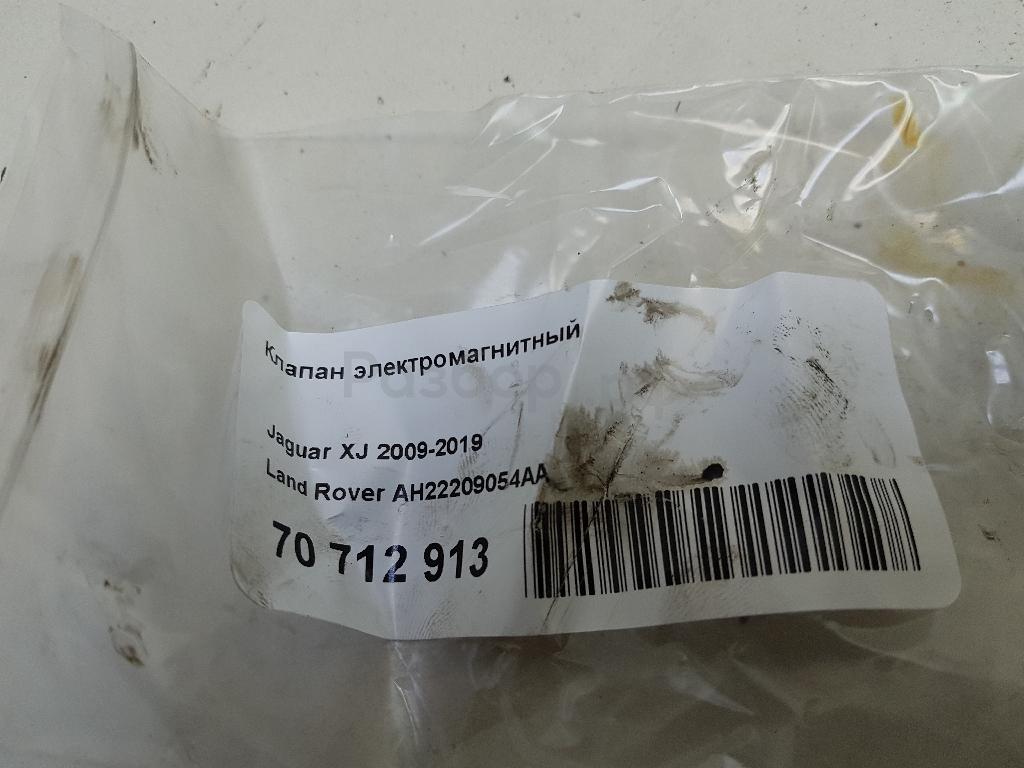 Клапан электромагнитный
Jaguar XJ 2009-2019
Land Rover AH22209054AA
70 712 913